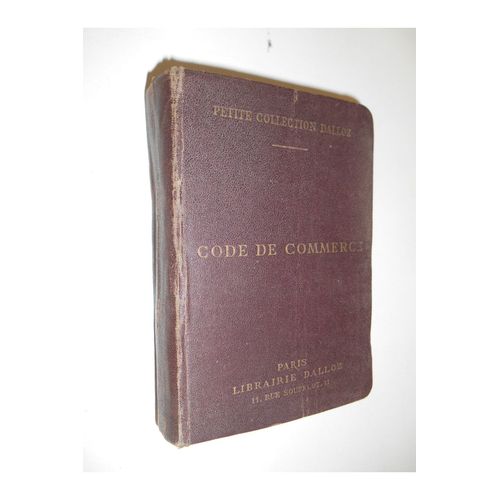 PETITE COLLECTION DALLOZ
CODE DE COMMERCE
PARIS
LIBRAIRIE DALLOZ
11, RUE SOUFFLOT, 11